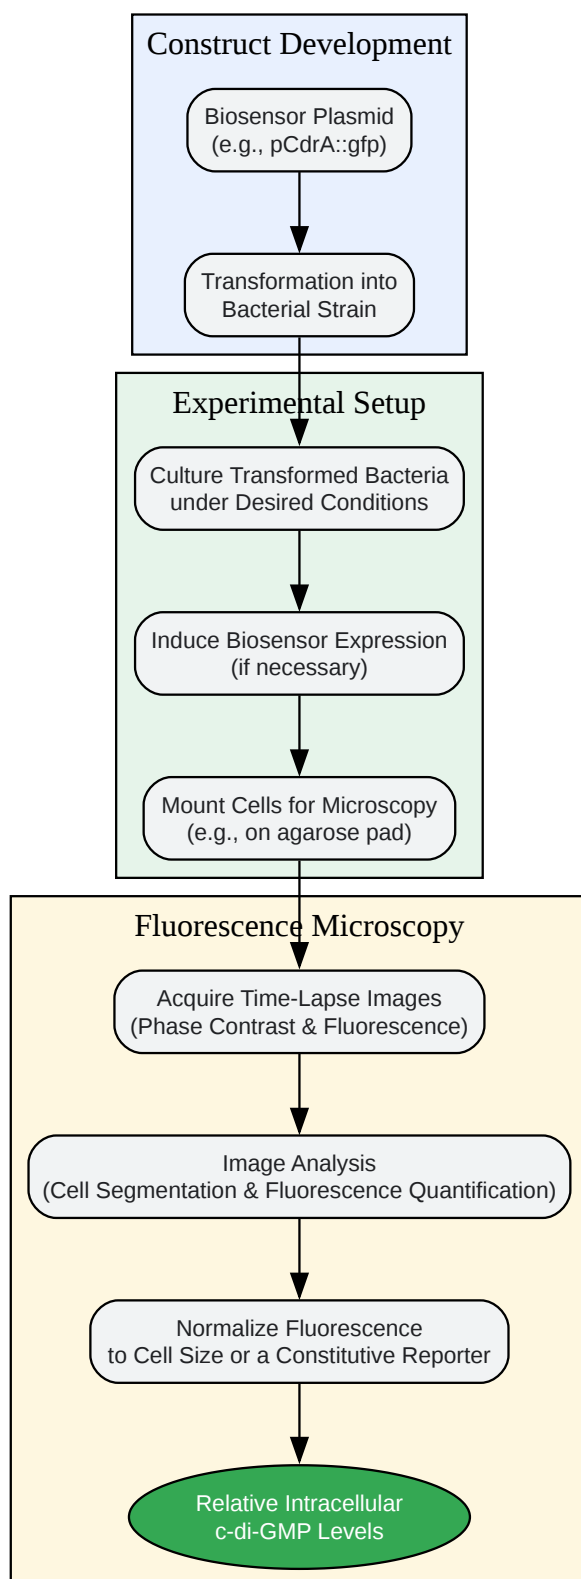 Construct Development
Biosensor Plasmid
(e.g., pCdrA::gfp)
Transformation into
Bacterial Strain
Experimental Setup
Culture Transformed Bacteria
under Desired Conditions
Induce Biosensor Expression
(if necessary)
Mount Cells for Microscopy
(e.g., on agarose pad)
Fluorescence Microscopy
Acquire Time-Lapse Images
(Phase Contrast & Fluorescence)
Image Analysis
(Cell Segmentation & Fluorescence Quantification)
Normalize Fluorescence
to Cell Size or a Constitutive Reporter
Relative Intracellular
c-di-GMP Levels